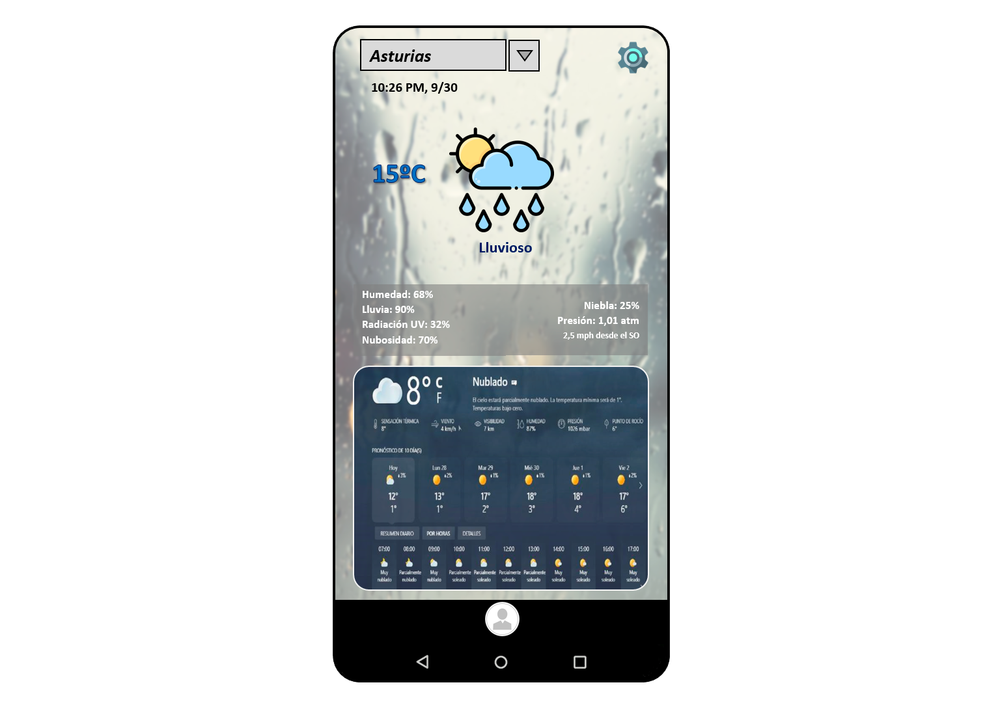 Asturias
10:26 PM, 9/30
15ºC
Lluvioso
Humedad: 68%
Lluvia: 90%
Radiación UV: 32%
Nubosidad: 70%
Niebla: 25%
Presión: 1,01 atm
2,5 mph desde el SO
8° C
F
Nublado
El cielo estará parcialmente nublado. La temperatura mínima será de 1°.
Temperaturas bajo cero.
SENSACIÓN TÉRMICA VIENTO VISIBILIDAD HUMEDAD PRESIÓN PUNTO DE ROCÍO
8° 4 km/h 7 km 87% 1026 mbar 6°
PRONÓSTICO DE 10 DÍA(S)
Hoy Lun 28 Mar 29 Mié 30 Jue 1 Vie 2
3% 2% 1% 1% 1% 2%
12° 13° 17° 18° 18° 17°
1° 1° 2° 3° 4° 6°
RESUMEN DIARIO POR HORAS DETALLES
07:00 08:00 09:00 10:00 11:00 12:00 13:00 14:00 15:00 16:00 17:00
Muy Parcialmente Muy Parcialmente Parcialmente Parcialmente Parcialmente Muy Muy Muy Muy
nublado nublado nublado soleado soleado soleado soleado soleado soleado soleado soleado